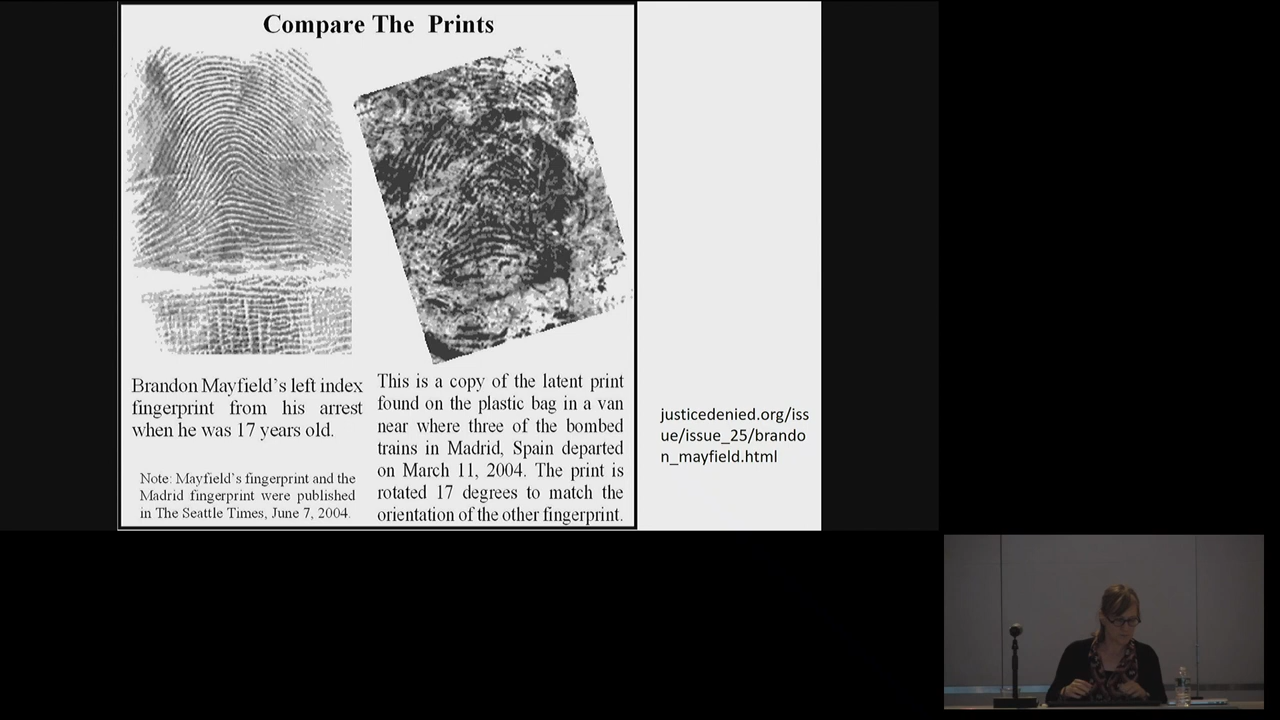 Compare The Prints
Brandon Mayfield's left index
fingerprint from his arrest
when he was 17 years old.
Note: Mayfield's fingerprint and the
Madrid fingerprint were published
in The Seattle Times, June 7, 2004.
This is a copy of the latent print
found on the plastic bag in a van
near where three of the bombed
trains in Madrid, Spain departed
on March 11, 2004. The print is
rotated 17 degrees to match the
orientation of the other fingerprint.
justicedenied.org/iss
ue/issue_25/brando
n_mayfield.html